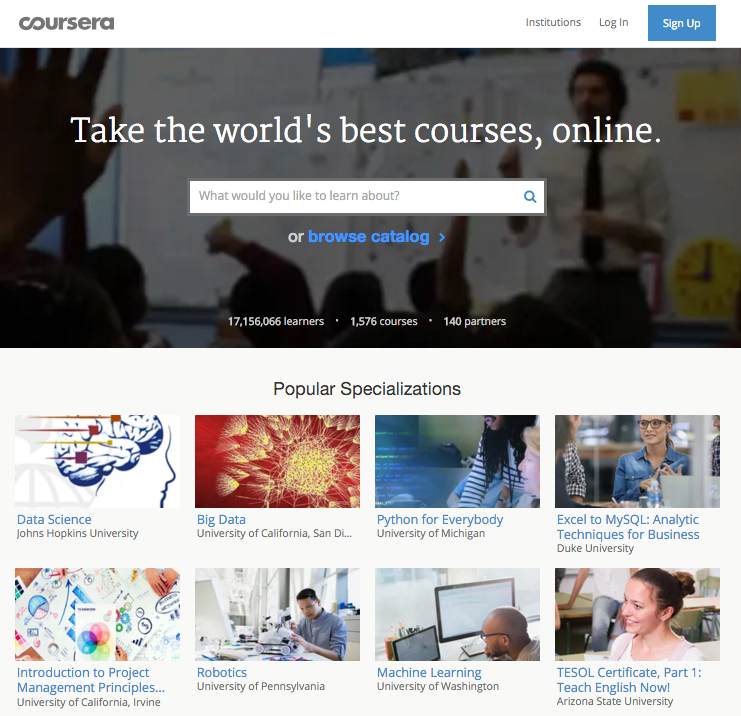 coursera
Institutions Log In Sign Up
Take the world's best courses, online.
What would you like to learn about?
or browse catalog >
17,156,066 learners • 1,576 courses • 140 partners
Popular Specializations
Data Science
Johns Hopkins University
Big Data
University of California, San Di...
Python for Everybody
University of Michigan
Excel to MySQL: Analytic
Techniques for Business
Duke University
Introduction to Project
Management Principles...
University of California, Irvine
Robotics
University of Pennsylvania
Machine Learning
University of Washington
TESOL Certificate, Part 1:
Teach English Now!
Arizona State University